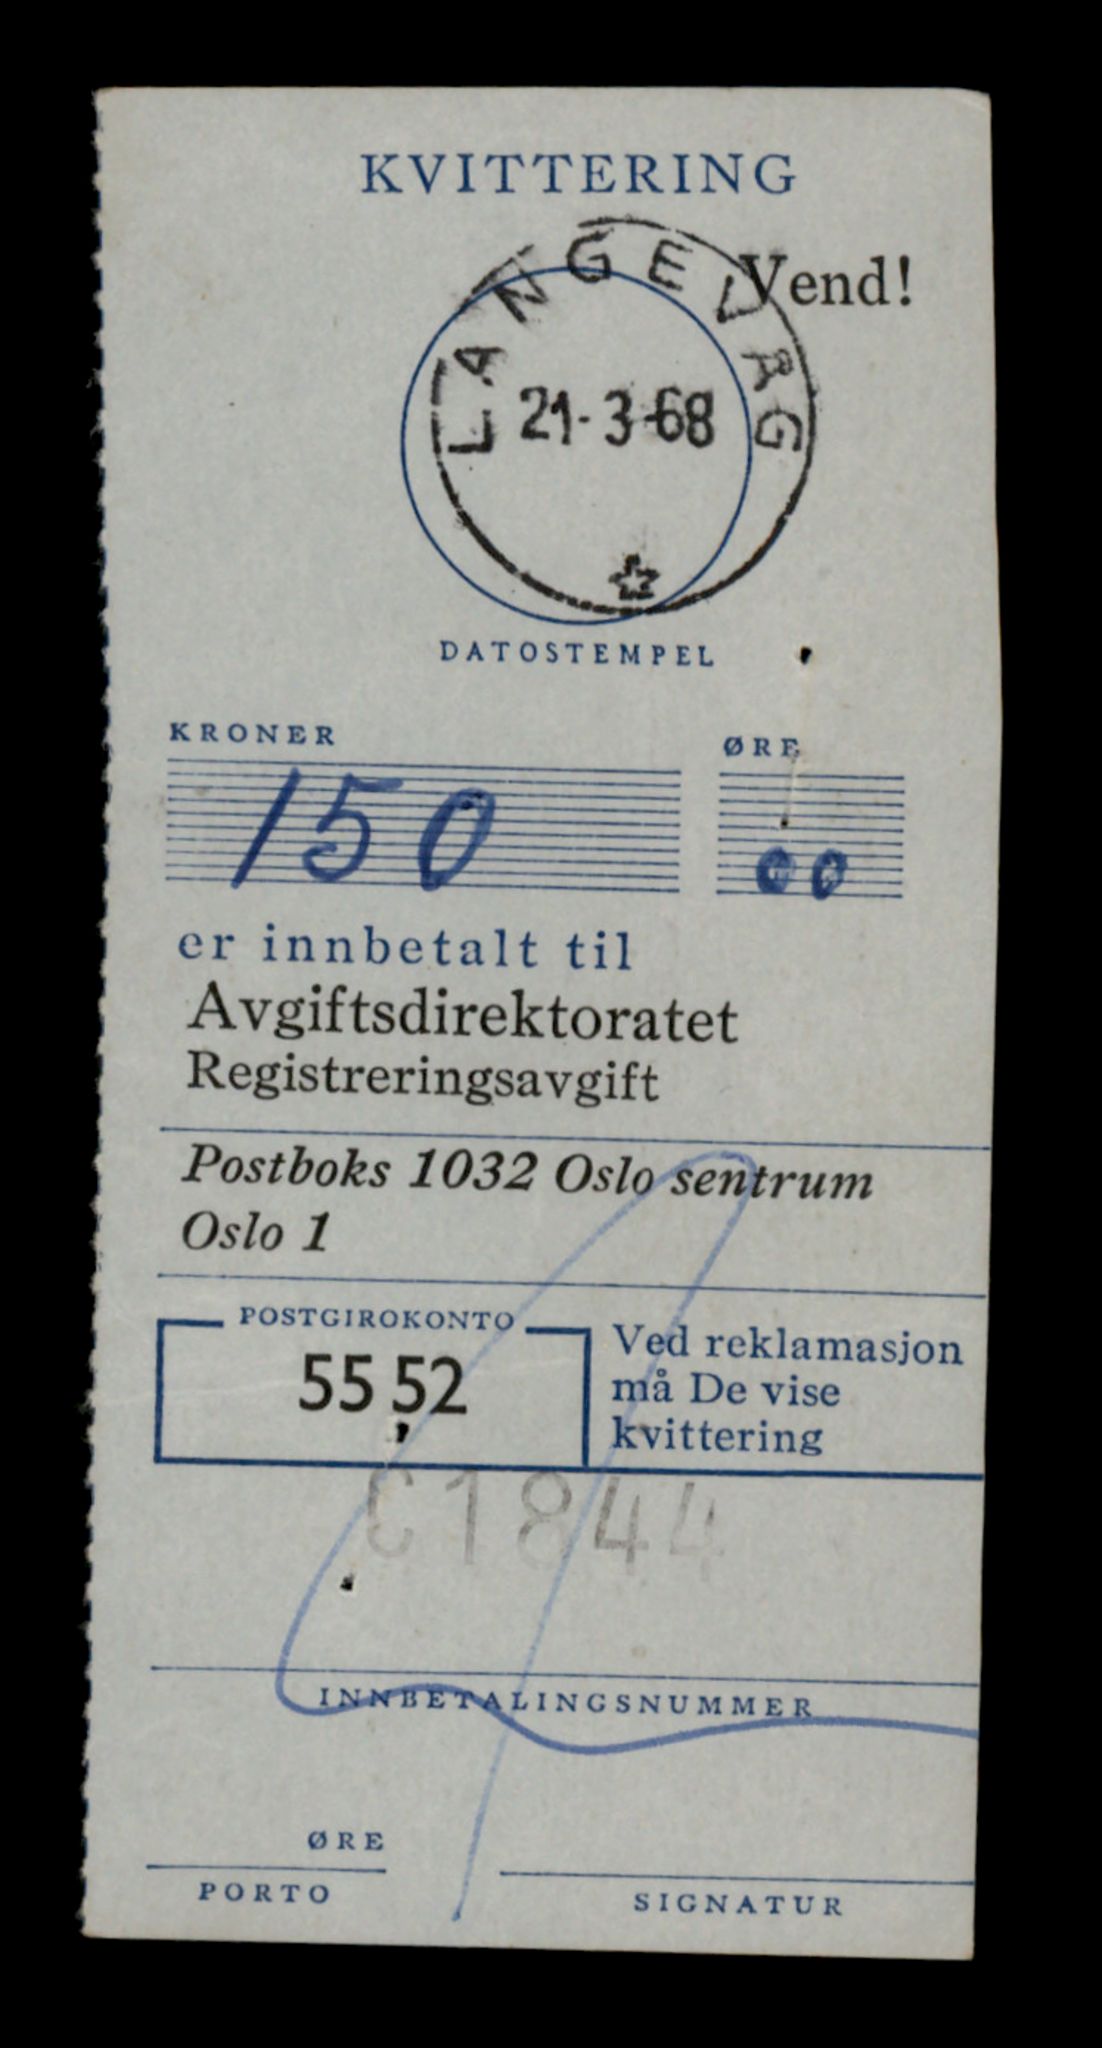 KVITTERING
Vend!
LANGEVÅG
21-3-68
DATOSTEMPEL
KRONER
ØRE
150
00
er innbetalt til
Avgiftsdirektoratet
Registreringsavgift
Postboks 1032 Oslo sentrum
Oslo 1
POSTGIROKONTO
55 52
Ved reklamasjon
må De vise
kvittering
C1844
INNBETALINGSNUMMER
ØRE
PORTO
SIGNATUR